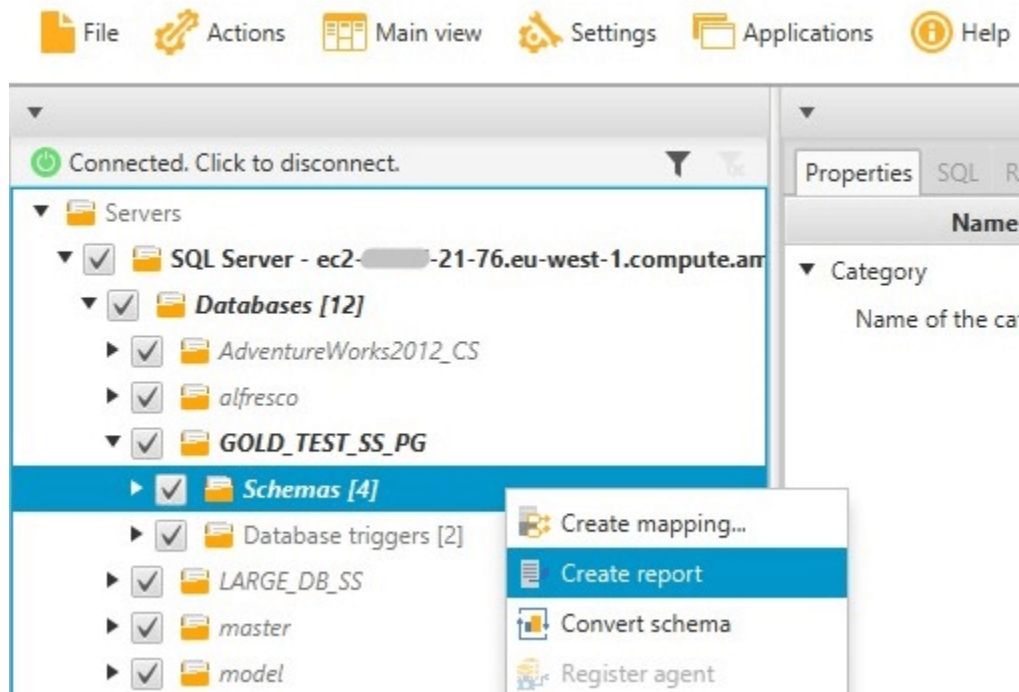 File Actions Main view Settings Applications Help
Connected. Click to disconnect.
Servers
SQL Server - ec2- -21-76.eu-west-1.compute.am
Databases [12]
AdventureWorks2012_CS
alfresco
GOLD_TEST_SS_PG
Schemas [4]
Database triggers [2]
LARGE_DB_SS
master
model
Create mapping...
Create report
Convert schema
Register agent
Properties SQL R
Name
Category
Name of the ca